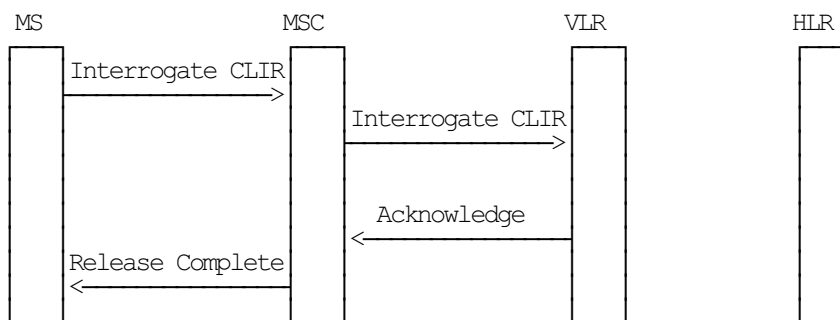 MS MSC VLR HLR
Interrogate CLIR
Interrogate CLIR
Acknowledge
Release Complete